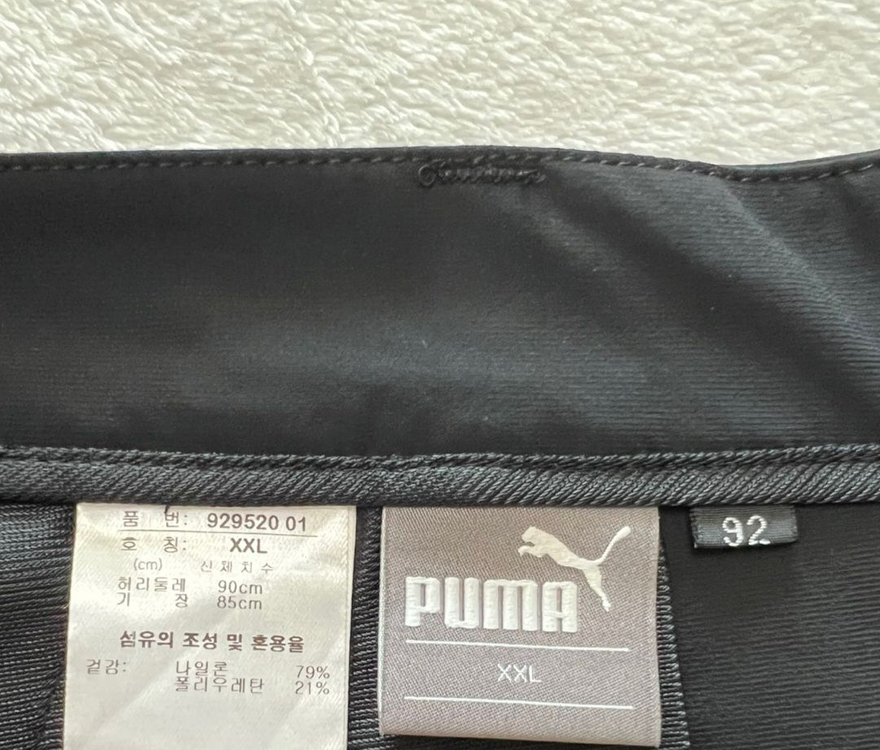 품 번: 929520 01
호 칭: XXL
(cm) 신체치수
허리둘레 90cm
기 장 85cm
섬유의 조성 및 혼용율
겉감: 나일론 79%
폴리우레탄 21%
PUMA
XXL
92